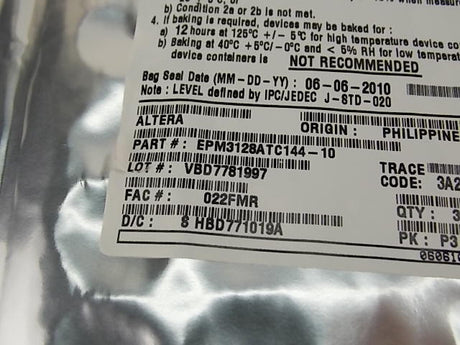 b) Condition 2a or 2b is not met.
4. If baking is required, devices may be baked for :
a) 12 hours at 125°C +/- 5°C for high temperature device
b) Baking at 40°C +5°C/-0°C and < 5% RH for low
device containers is NOT RECOMMENDED
Bag Seal Date (MM-DD-YY) : 06-06-2010
Note : LEVEL defined by IPC/JEDEC J-STD-020
ALTERA ORIGIN : PHILIPPINE
PART # : EPM3128ATC144-10
LOT # : VBD7781997 TRACE
CODE: 3A2
FAC # : 022FMR
QTY : 3
D/C : S HBD771019A
PK : P3